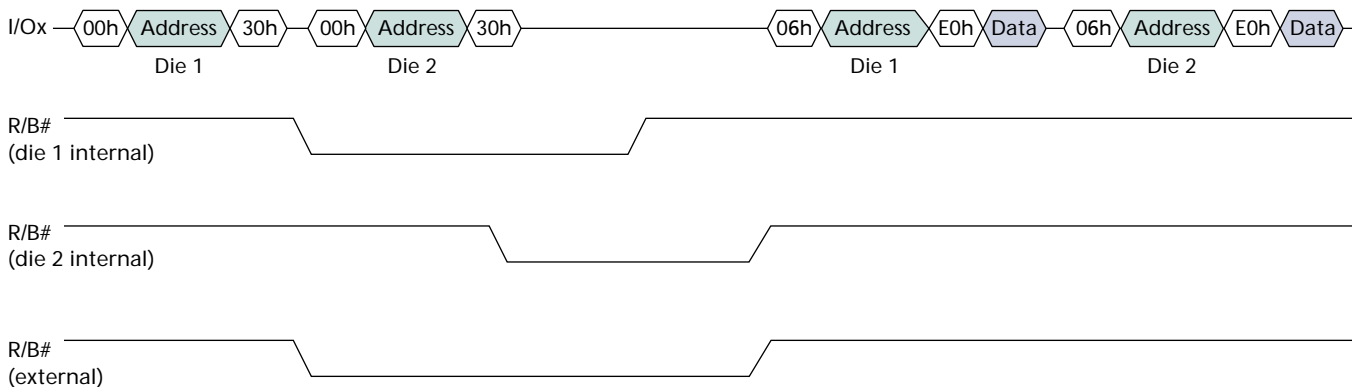 I/Ox 00h Address 30h 00h Address 30h 06h Address E0h Data 06h Address E0h Data
Die 1 Die 2 Die 1 Die 2
R/B#
(die 1 internal)
R/B#
(die 2 internal)
R/B#
(external)